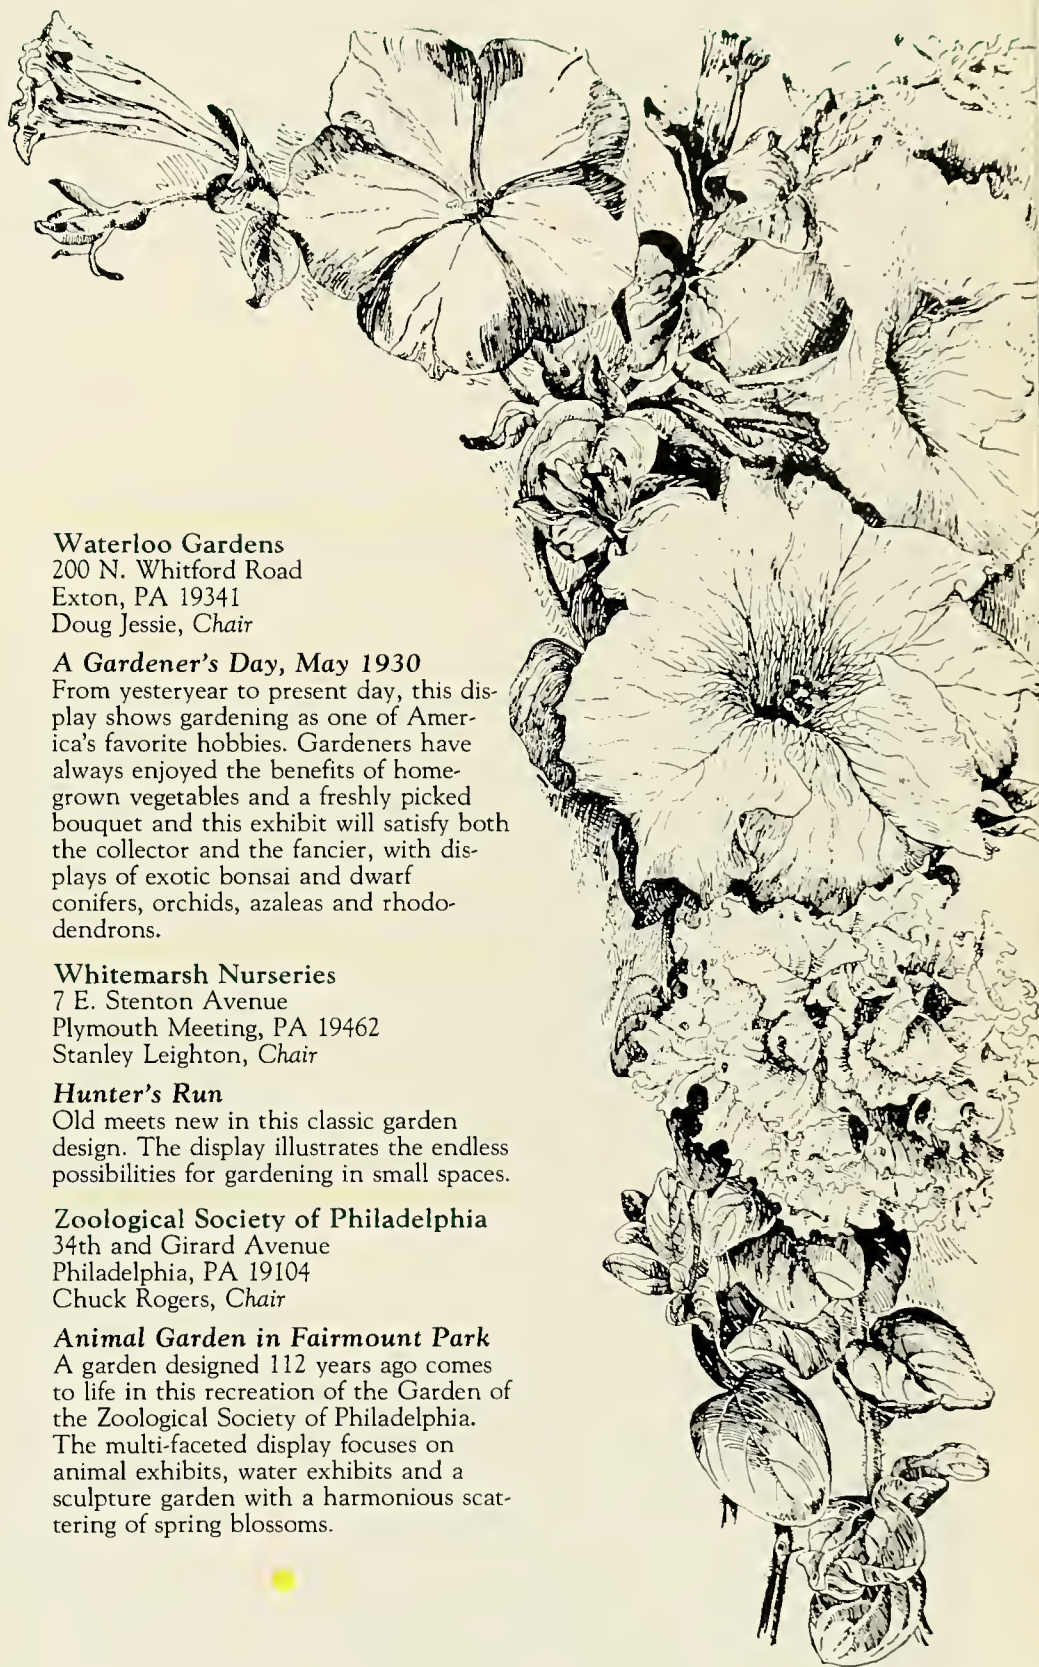 Waterloo Gardens
200 N. Whitford Road
Exton, PA 19341
Doug Jessie, Chair
A Gardener's Day, May 1930
From yesteryear to present day, this dis-
play shows gardening as one of Amer-
ica's favorite hobbies. Gardeners have
always enjoyed the benefits of home-
grown vegetables and a freshly picked
bouquet and this exhibit will satisfy both
the collector and the fancier, with dis-
plays of exotic bonsai and dwarf
conifers, orchids, azaleas and rhodo-
dendrons.
Whitemarsh Nurseries
7 E. Stenton Avenue
Plymouth Meeting, PA 19462
Stanley Leighton, Chair
Hunter's Run
Old meets new in this classic garden
design. The display illustrates the endless
possibilities for gardening in small spaces.
Zoological Society of Philadelphia
34th and Girard Avenue
Philadelphia, PA 19104
Chuck Rogers, Chair
Animal Garden in Fairmount Park
A garden designed 112 years ago comes
to life in this recreation of the Garden of
the Zoological Society of Philadelphia.
The multi-faceted display focuses on
animal exhibits, water exhibits and a
sculpture garden with a harmonious scat-
tering of spring blossoms.